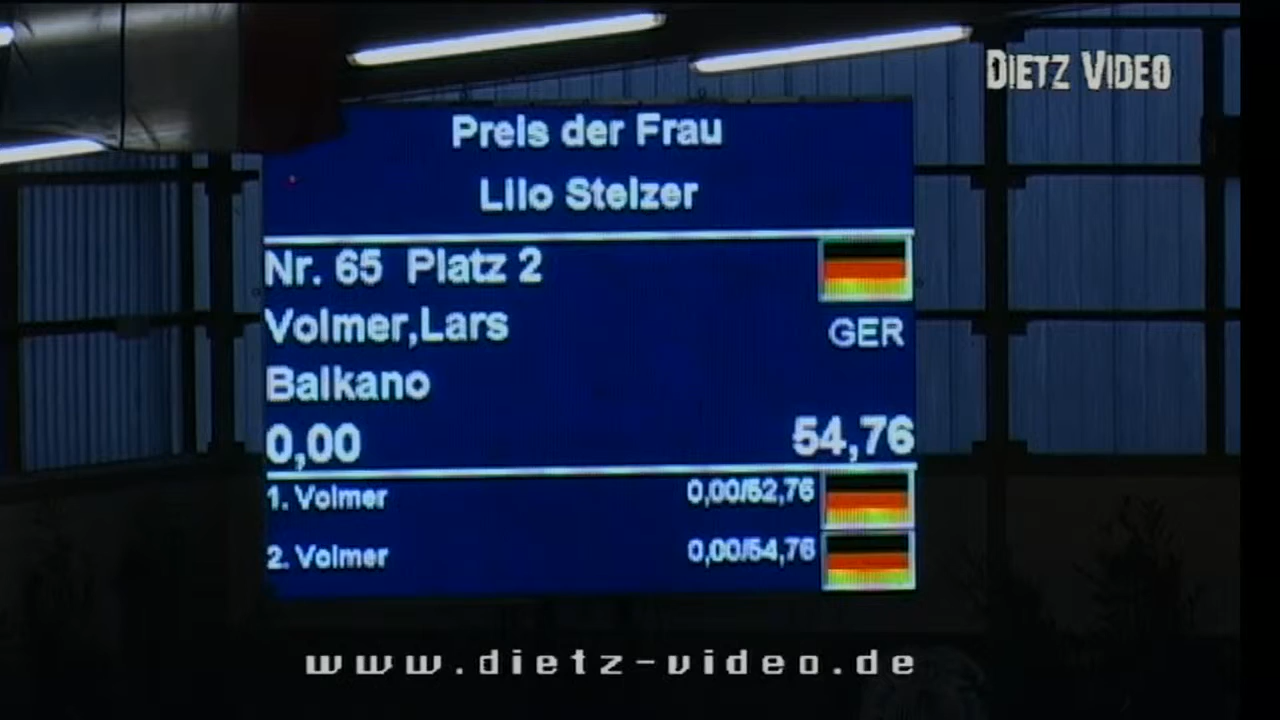 DIETZ VIDEO
Preis der Frau
Lilo Stelzer
Nr. 65 Platz 2
Volmer,Lars
GER
Balkano
0,00 54,76
1. Volmer 0,00/52,76
2. Volmer 0,00/54,76
www.dietz-video.de